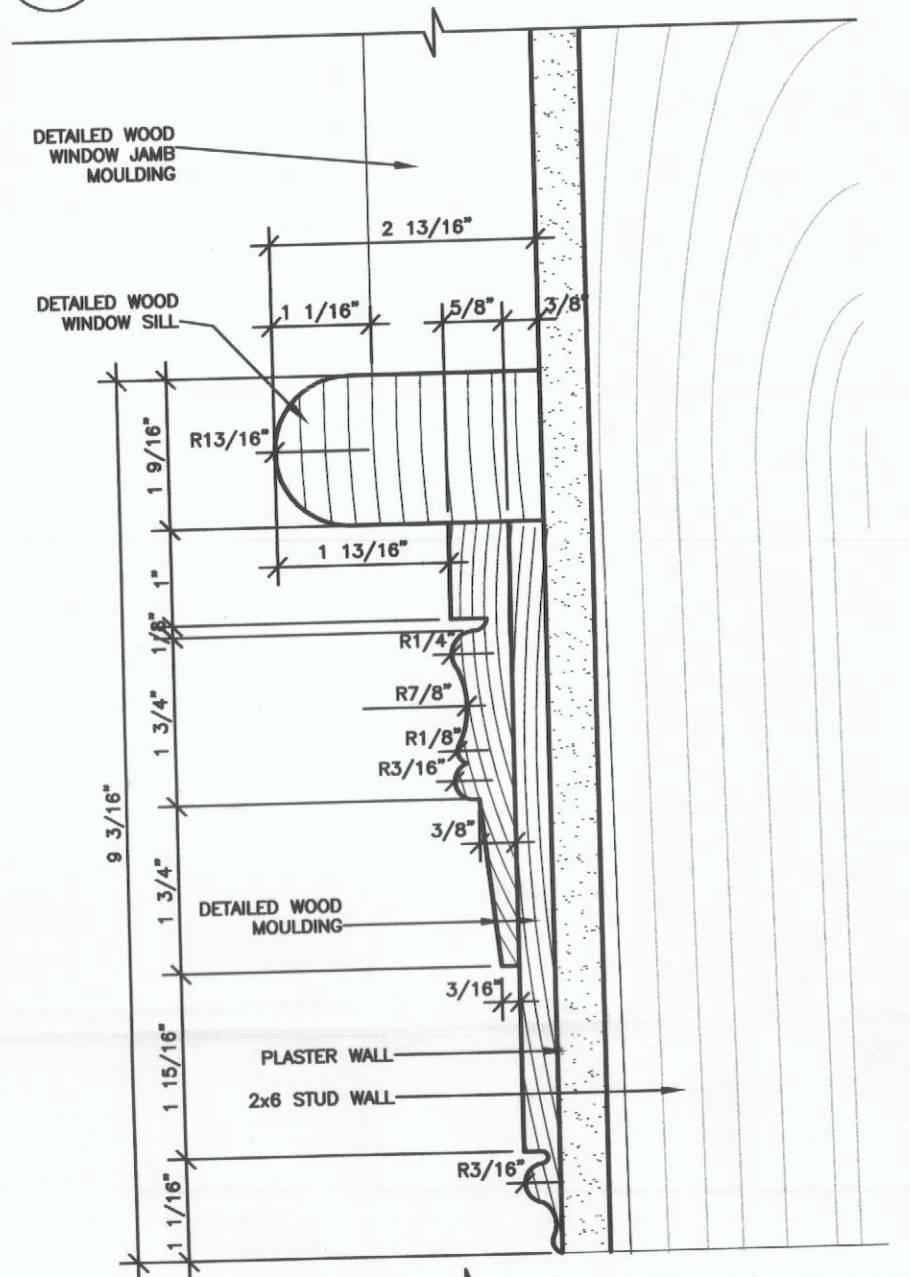 DETAILED WOOD
WINDOW JAMB
MOULDING
2 13/16"
DETAILED WOOD
WINDOW SILL
1 1/16"
5/8"
3/8"
R13/16"
1 9/16"
1 13/16"
1"
1/8"
R1/4"
R7/8"
1 3/4"
R1/8"
R3/16"
9 3/16"
3/8"
1 3/4"
DETAILED WOOD
MOULDING
3/16"
1 15/16"
PLASTER WALL
2x6 STUD WALL
R3/16"
1 1/16"